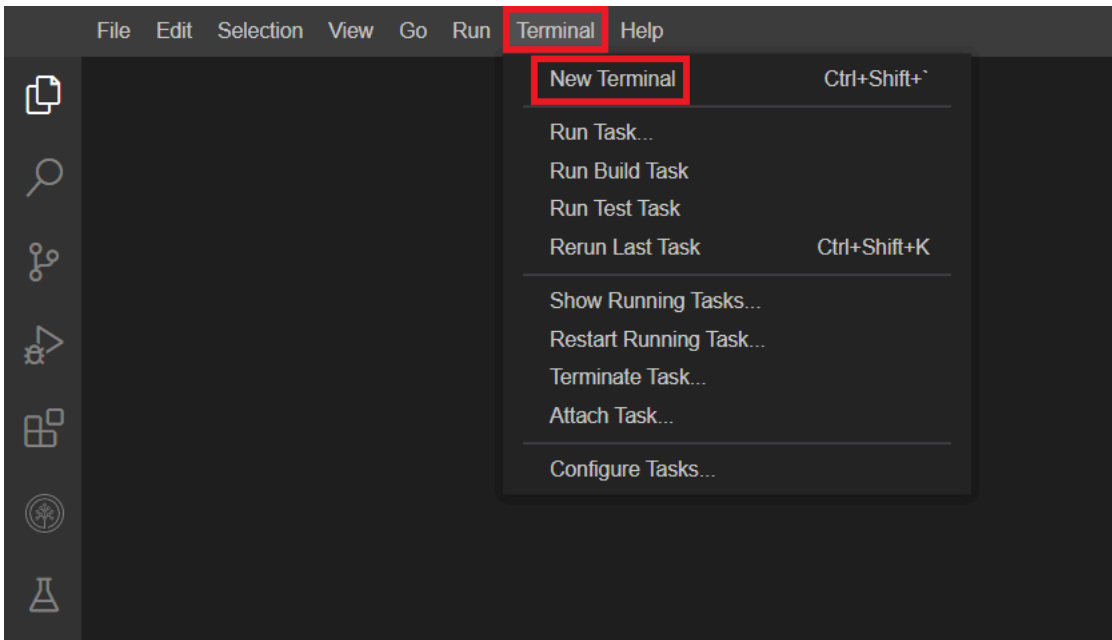 File Edit Selection View Go Run Terminal Help
New Terminal Ctrl+Shift+`
Run Task...
Run Build Task
Run Test Task
Rerun Last Task Ctrl+Shift+K
Show Running Tasks...
Restart Running Task...
Terminate Task...
Attach Task...
Configure Tasks...